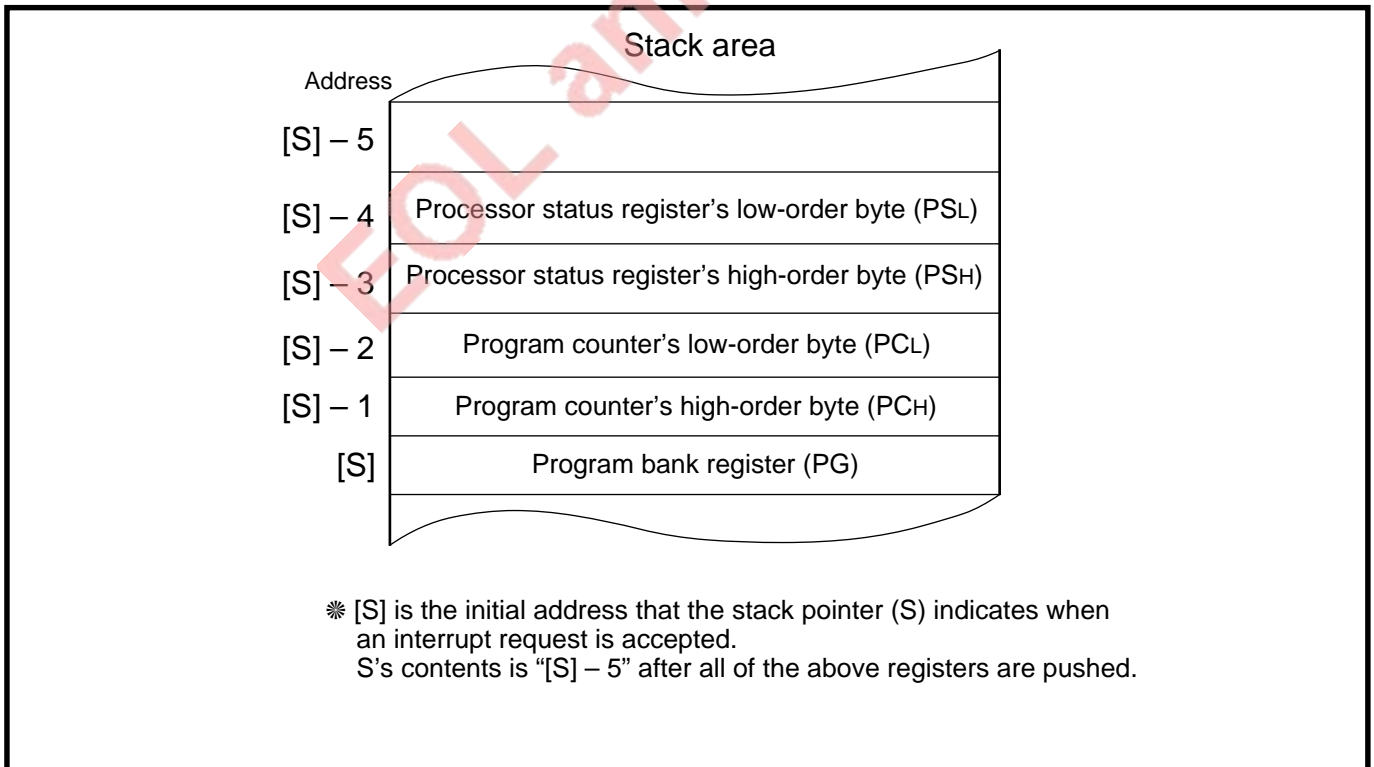 Stack area
Address
[S] – 5
[S] – 4 Processor status register’s low-order byte (PSL)
[S] – 3 Processor status register’s high-order byte (PSH)
[S] – 2 Program counter’s low-order byte (PCL)
[S] – 1 Program counter’s high-order byte (PCH)
[S] Program bank register (PG)
❋ [S] is the initial address that the stack pointer (S) indicates when
an interrupt request is accepted.
S’s contents is “[S] – 5” after all of the above registers are pushed.
EOL